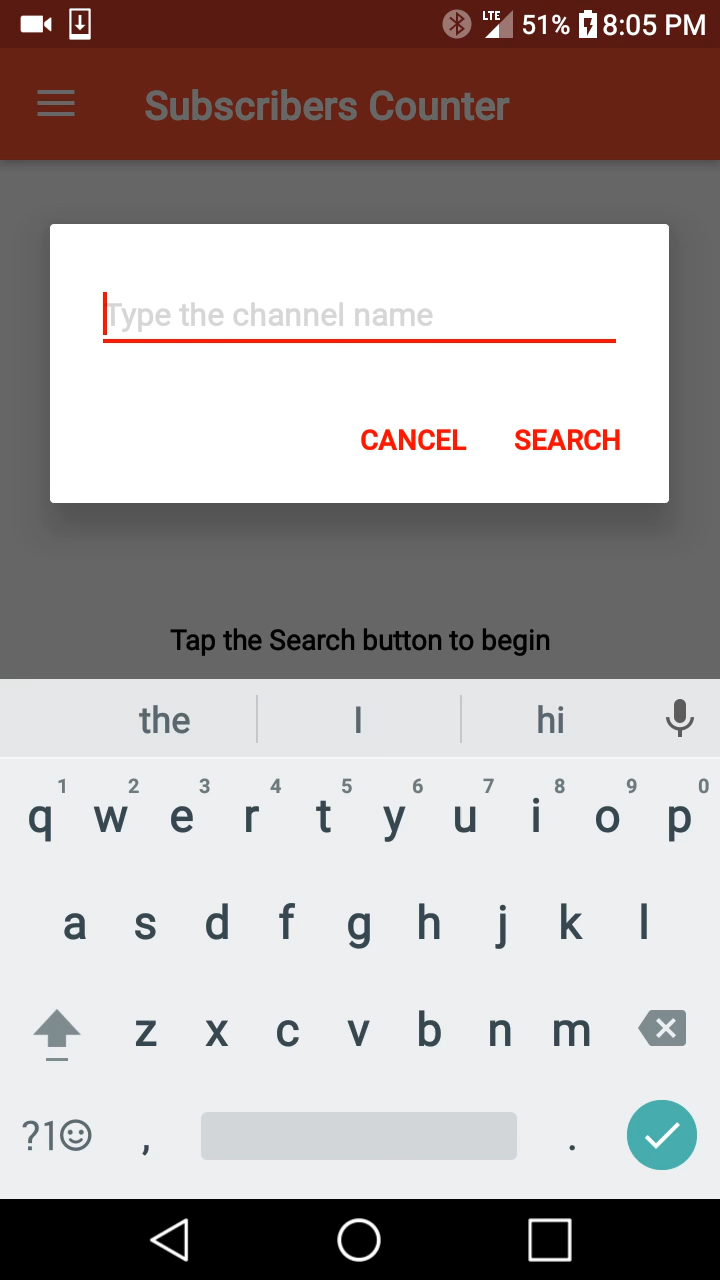 LTE 51% 8:05 PM
Subscribers Counter
Type the channel name
CANCEL SEARCH
Tap the Search button to begin
the I hi
1 2 3 4 5 6 7 8 9 0
q w e r t y u i o p
a s d f g h j k l
z x c v b n m
?1 , .